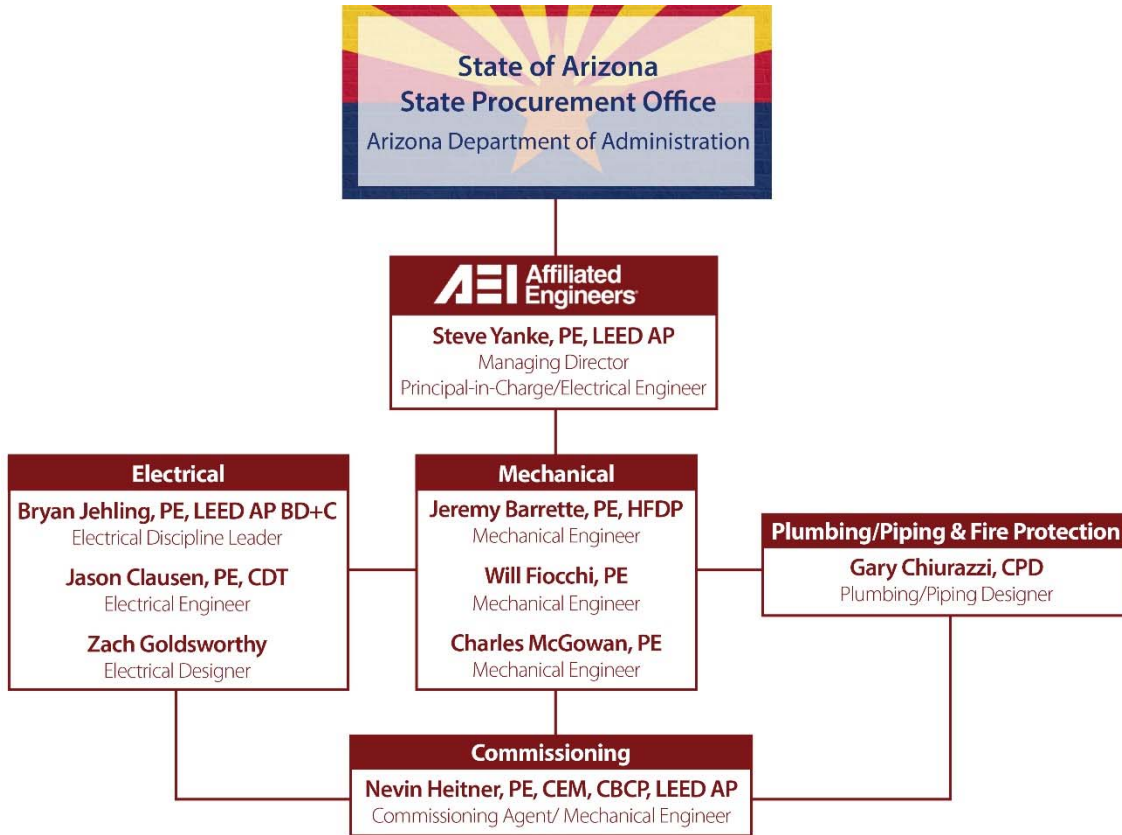 State of Arizona
State Procurement Office
Arizona Department of Administration
AEI Affiliated
Engineers
Steve Yanke, PE, LEED AP
Managing Director
Principal-in-Charge/Electrical Engineer
Electrical
Bryan Jehling, PE, LEED AP BD+C
Electrical Discipline Leader
Jason Clausen, PE, CDT
Electrical Engineer
Zach Goldsworthy
Electrical Designer
Mechanical
Jeremy Barrette, PE, HFDP
Mechanical Engineer
Will Fiocchi, PE
Mechanical Engineer
Charles McGowan, PE
Mechanical Engineer
Plumbing/Piping & Fire Protection
Gary Chiurazzi, CPD
Plumbing/Piping Designer
Commissioning
Nevin Heitner, PE, CEM, CBCP, LEED AP
Commissioning Agent/ Mechanical Engineer